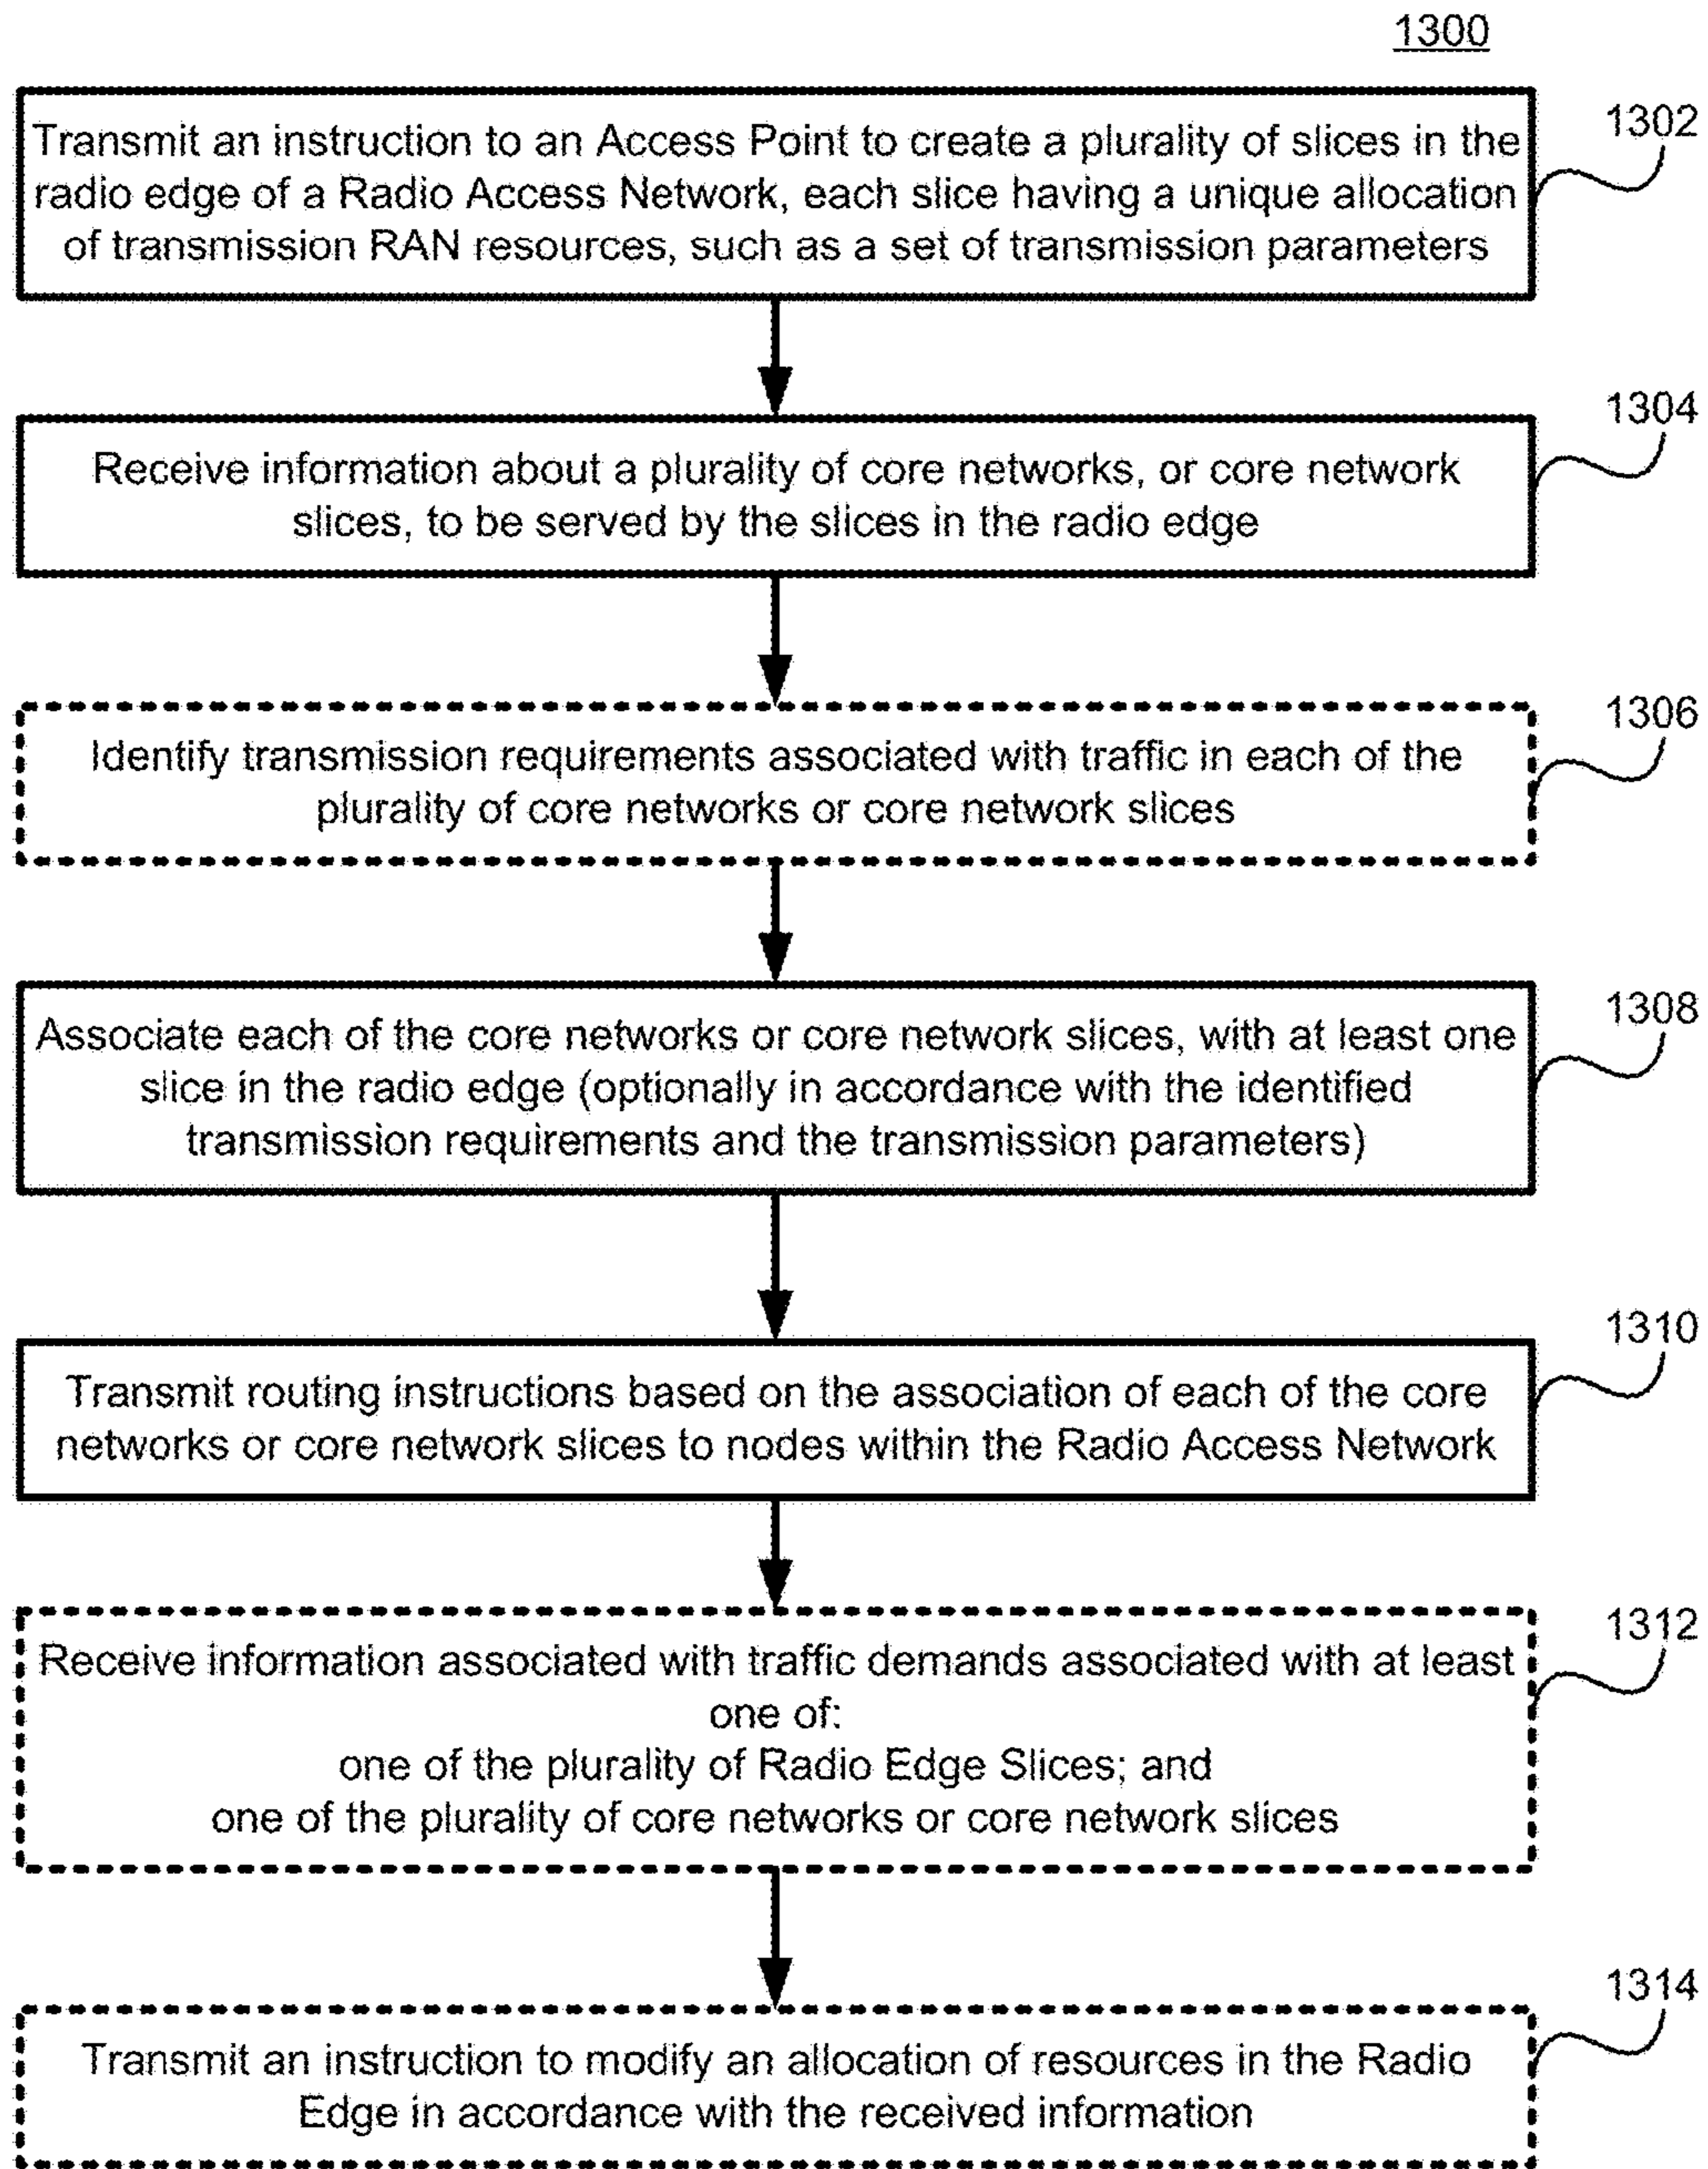 1300
Transmit an instruction to an Access Point to create a plurality of slices in the
radio edge of a Radio Access Network, each slice having a unique allocation
of transmission RAN resources, such as a set of transmission parameters
1302
Receive information about a plurality of core networks, or core network
slices, to be served by the slices in the radio edge
1304
Identify transmission requirements associated with traffic in each of the
plurality of core networks or core network slices
1306
Associate each of the core networks or core network slices, with at least one
slice in the radio edge (optionally in accordance with the identified
transmission requirements and the transmission parameters)
1308
Transmit routing instructions based on the association of each of the core
networks or core network slices to nodes within the Radio Access Network
1310
Receive information associated with traffic demands associated with at least
one of:
one of the plurality of Radio Edge Slices; and
one of the plurality of core networks or core network slices
1312
Transmit an instruction to modify an allocation of resources in the Radio
Edge in accordance with the received information
1314